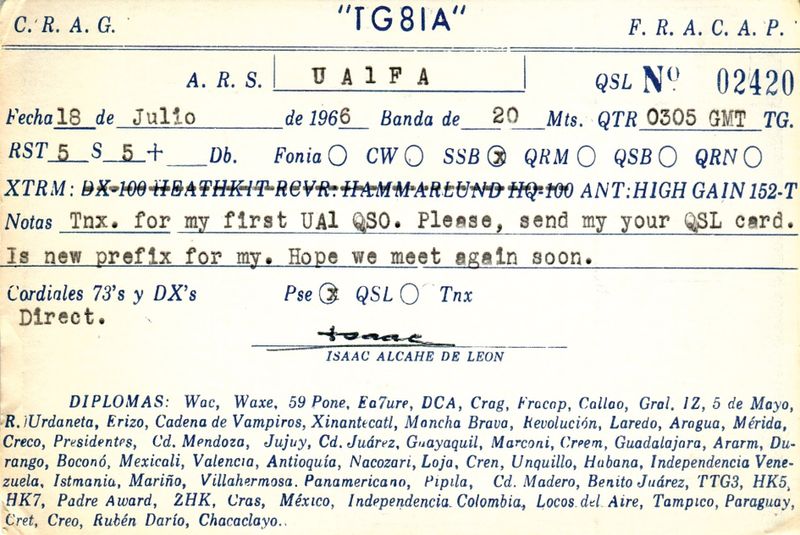 C. R. A. G. "TG8IA" F. R. A. C. A. P.
A. R. S. UA1FA QSL Nº 02420
Fecha 18 de Julio de 1966 Banda de 20 Mts. QTR 0305 GMT TG.
RST 5 S 5 + Db. Fonia CW SSB x QRM QSB QRN
XTRM: DX-100 HEATHKIT RCVR: HAMMARLUND HQ-100 ANT: HIGH GAIN 152-T
Notas Tnx. for my first UA1 QSO. Please, send my your QSL card.
Is new prefix for my. Hope we meet again soon.
Cordiales 73's y DX's Pse x QSL Tnx
Direct.
Isaac
ISAAC ALCAHE DE LEON
DIPLOMAS: Wac, Waxe, 59 Pone, Ea7ure, DCA, Crag, Fracap, Callao, Gral. IZ, 5 de Mayo,
R. Urdaneta, Erizo, Cadena de Vampiros, Xinantecatl, Mancha Brava, Revolución, Laredo, Aragua, Mérida,
Creco, Presidentes, Cd. Mendoza, Jujuy, Cd. Juárez, Guayaquil, Marconi, Creem, Guadalajara, Ararm, Du-
rango, Boconó, Mexicali, Valencia, Antioquía, Nacozari, Loja, Cren, Unquillo, Habana, Independencia Vene-
zuela, Istmania, Mariño, Villahermosa. Panamericano, Pipila, Cd. Madero, Benito Juárez, TTG3, HK5,
HK7, Padre Award, ZHK, Cras, México, Independencia Colombia, Locos del Aire, Tampico, Paraguay,
Cret, Creo, Rubén Darío, Chacaclayo.